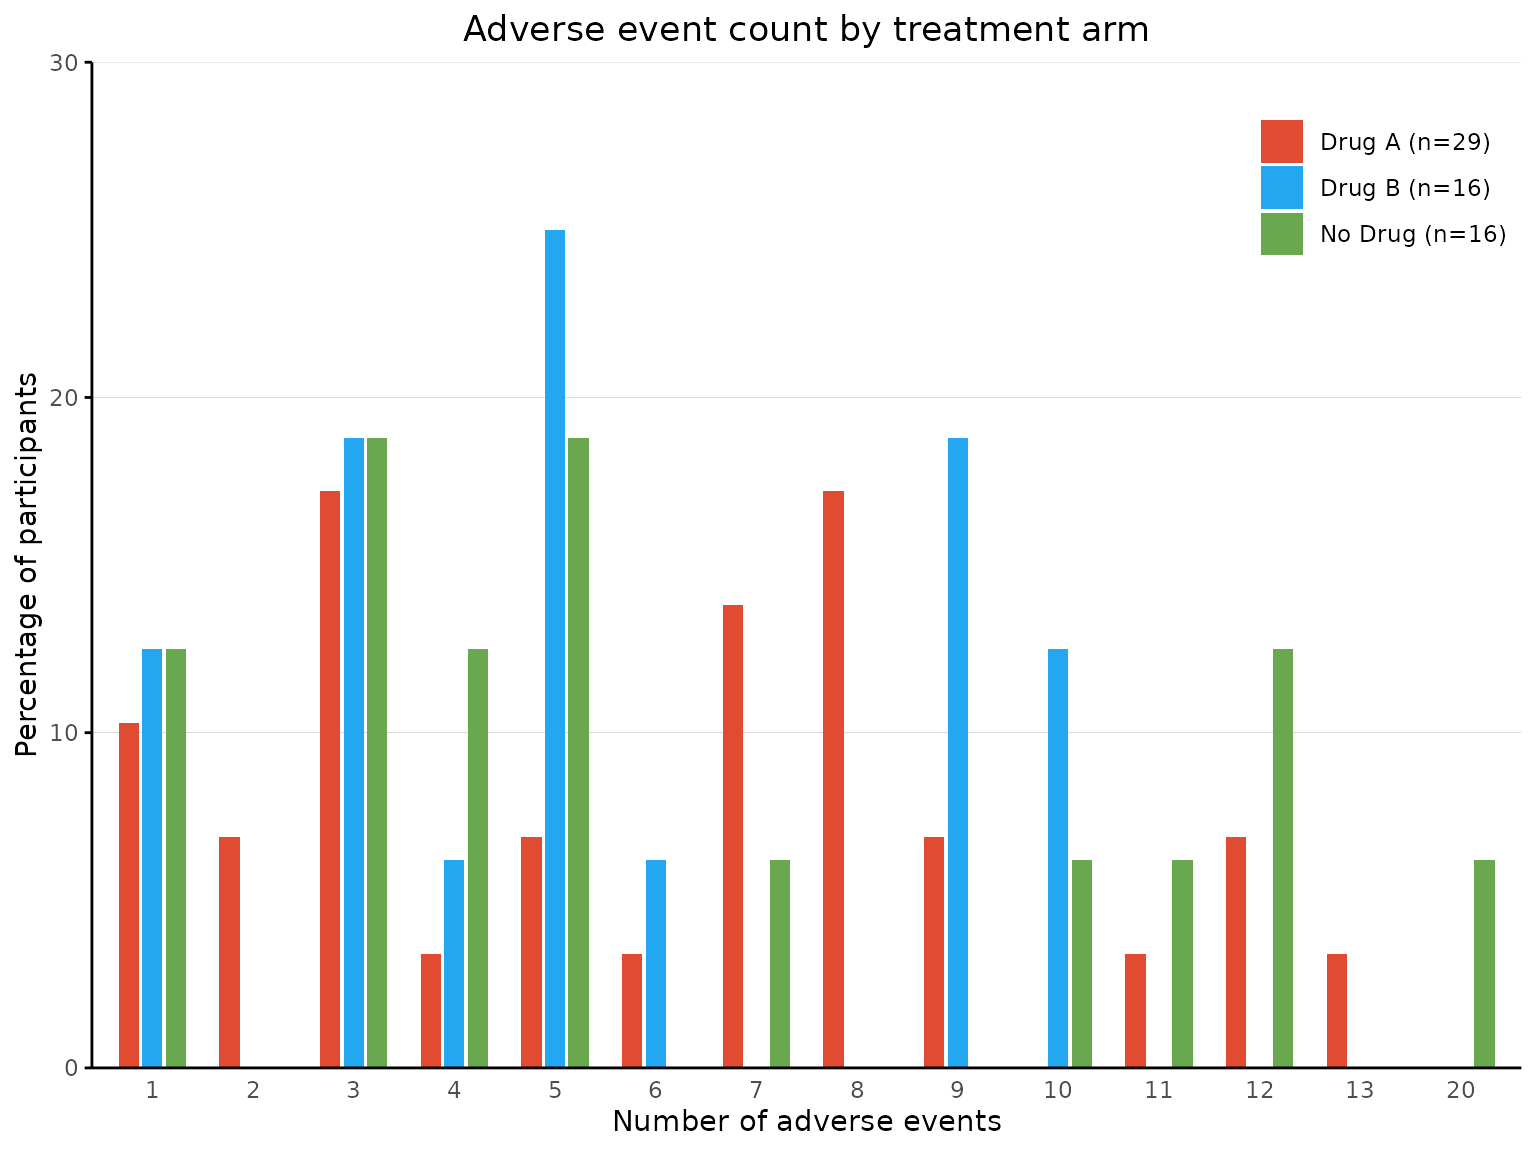 Adverse event count by treatment arm
30
20
10
0
Percentage of participants
Drug A (n=29)
Drug B (n=16)
No Drug (n=16)
1 2 3 4 5 6 7 8 9 10 11 12 13 20
Number of adverse events